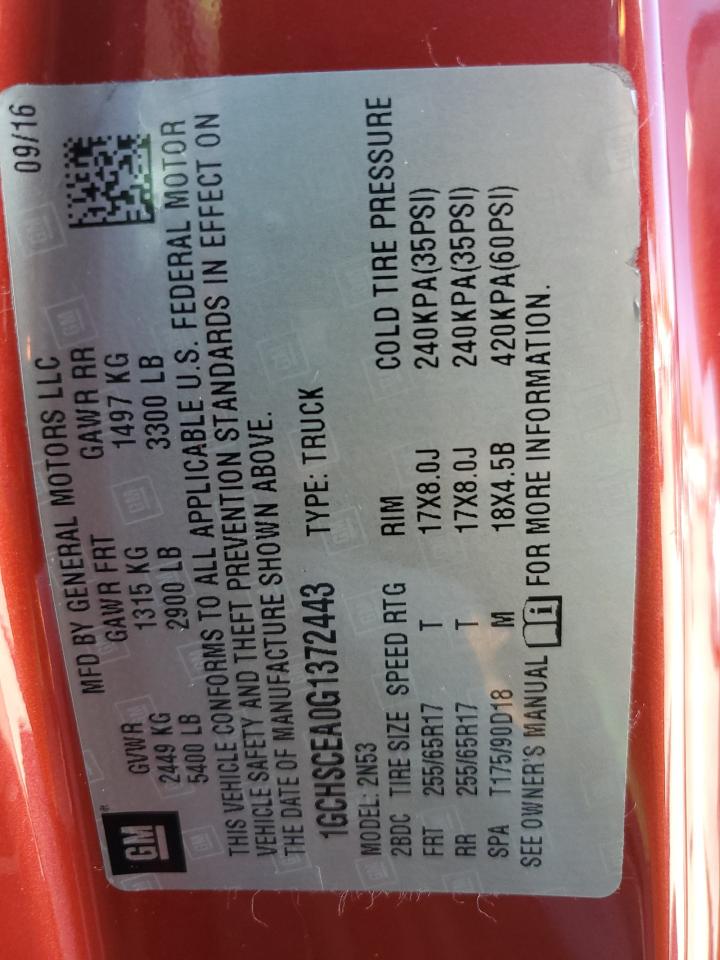 MFD BY GENERAL MOTORS LLC 09/16
GM
GVWR GAWR FRT GAWR RR
2449 KG 1315 KG 1497 KG
5400 LB 2900 LB 3300 LB
THIS VEHICLE CONFORMS TO ALL APPLICABLE U.S. FEDERAL MOTOR
VEHICLE SAFETY AND THEFT PREVENTION STANDARDS IN EFFECT ON
THE DATE OF MANUFACTURE SHOWN ABOVE.
1GCHSCEA0G1372443 TYPE: TRUCK
MODEL: 2N53
2BDC TIRE SIZE SPEED RTG RIM COLD TIRE PRESSURE
FRT 255/65R17 T 17X8.0J 240KPA(35PSI)
RR 255/65R17 T 17X8.0J 240KPA(35PSI)
SPA T175/90D18 M 18X4.5B 420KPA(60PSI)
SEE OWNER'S MANUAL i FOR MORE INFORMATION.